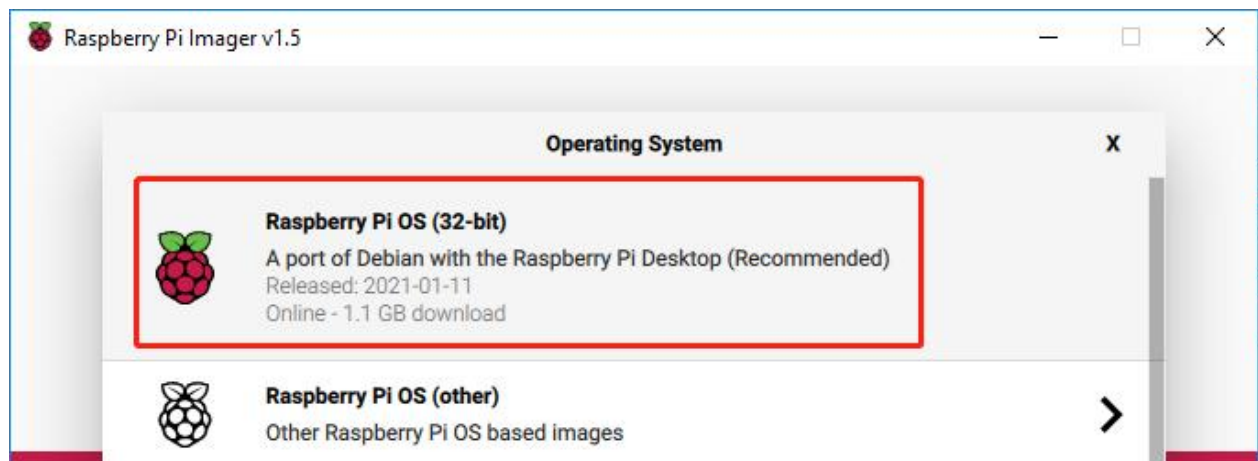 Raspberry Pi Imager v1.5
Operating System
X
Raspberry Pi OS (32-bit)
A port of Debian with the Raspberry Pi Desktop (Recommended)
Released: 2021-01-11
Online - 1.1 GB download
Raspberry Pi OS (other)
Other Raspberry Pi OS based images